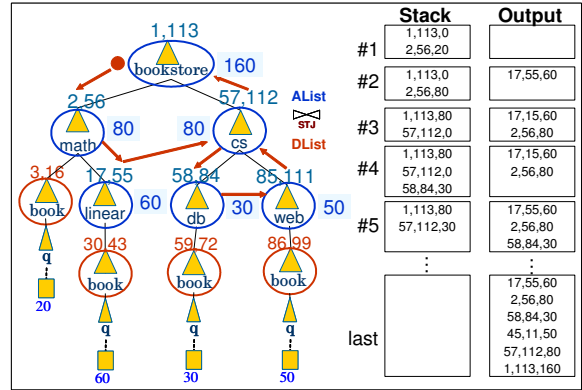 1,113
bookstore
160
2,56
57,112
AList
STJ
DList
80
math
80
cs
3,16
17,55
58,84
85,111
book
linear
60
db
30
web
50
q
30,43
59,72
86,99
book
book
book
20
q
q
q
60
30
50
Stack
Output
#1
1,113,0
2,56,20
#2
1,113,0
2,56,80
17,55,60
#3
1,113,80
57,112,0
17,15,60
2,56,80
#4
1,113,80
57,112,0
58,84,30
17,15,60
2,56,80
#5
1,113,80
57,112,30
17,55,60
2,56,80
58,84,30
⋮
⋮
last
17,55,60
2,56,80
58,84,30
45,11,50
57,112,80
1,113,160